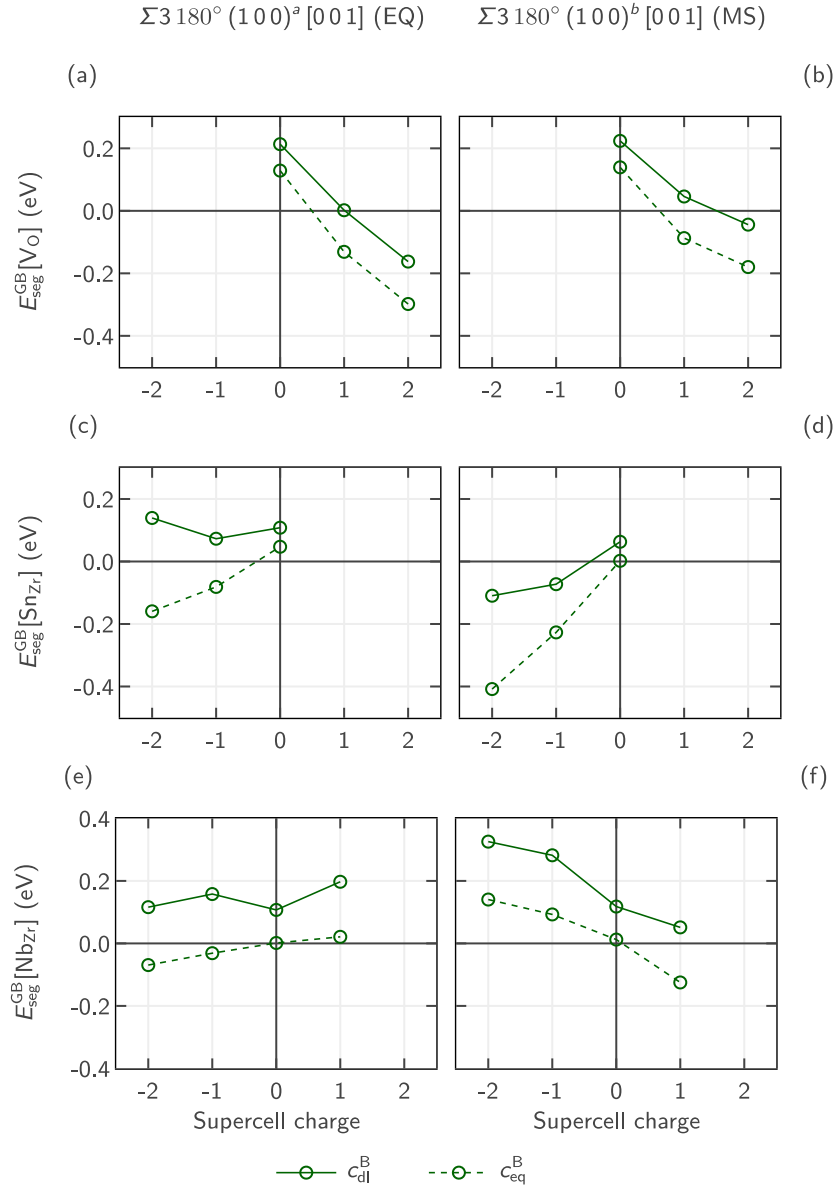 Σ3 180° (1 0 0)ᵃ [0 0 1] (EQ) Σ3 180° (1 0 0)ᵇ [0 0 1] (MS)
(a) (b)
E_seg^GB [V_O] (eV)
0.2
0.0
-0.2
-0.4
-2 -1 0 1 2 -2 -1 0 1 2
(c) (d)
E_seg^GB [Sn_Zr] (eV)
0.2
0.0
-0.2
-0.4
-2 -1 0 1 2 -2 -1 0 1 2
(e) (f)
E_seg^GB [Nb_Zr] (eV)
0.4
0.2
0.0
-0.2
-0.4
-2 -1 0 1 2 -2 -1 0 1 2
Supercell charge Supercell charge
c_dl^B c_eq^B